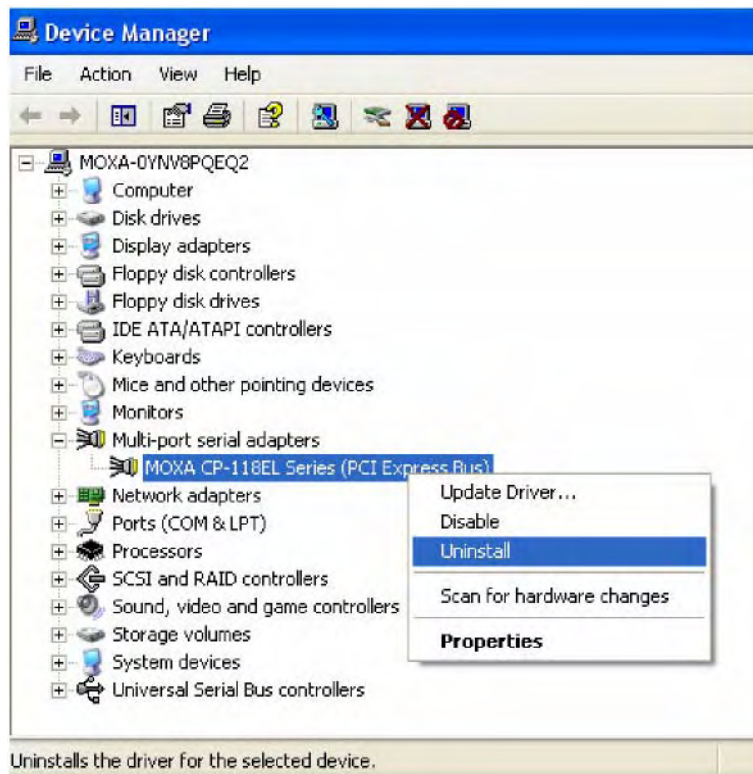 Device Manager
File Action View Help
MOXA-0YNV8PQEQ2
Computer
Disk drives
Display adapters
Floppy disk controllers
Floppy disk drives
IDE ATA/ATAPI controllers
Keyboards
Mice and other pointing devices
Monitors
Multi-port serial adapters
MOXA CP-118EL Series (PCI Express Bus)
Network adapters
Ports (COM & LPT)
Processors
SCSI and RAID controllers
Sound, video and game controllers
Storage volumes
System devices
Universal Serial Bus controllers
Update Driver...
Disable
Uninstall
Scan for hardware changes
Properties
Uninstalls the driver for the selected device.